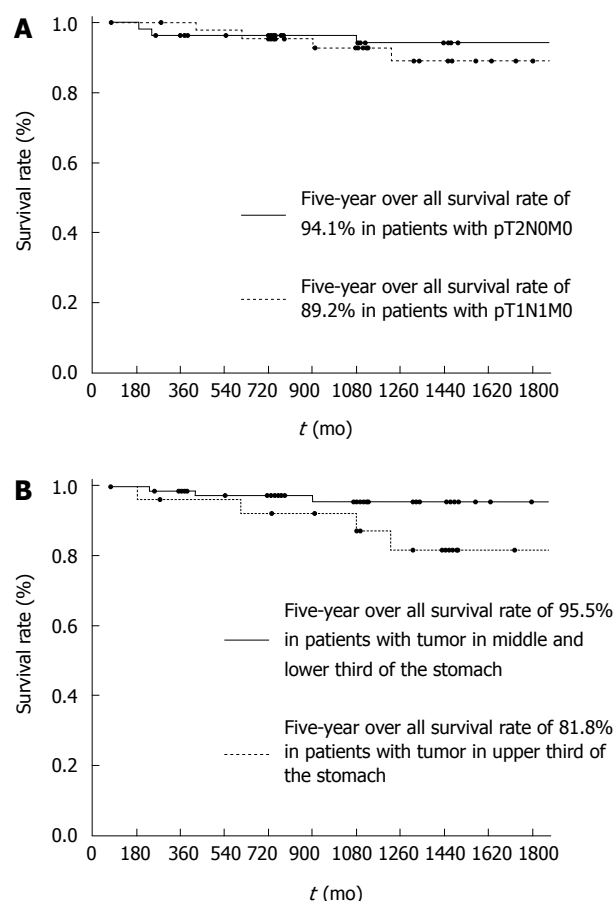 A
1.0
0.8
0.6
0.4
0.2
0.0
Survival rate (%)
Five-year over all survival rate of
94.1% in patients with pT2N0M0
Five-year over all survival rate of
89.2% in patients with pT1N1M0
0 180 360 540 720 900 1080 1260 1440 1620 1800
t (mo)
B
1.0
0.8
0.6
0.4
0.2
0.0
Survival rate (%)
Five-year over all survival rate of 95.5%
in patients with tumor in middle and
lower third of the stomach
Five-year over all survival rate of 81.8%
in patients with tumor in upper third of
the stomach
0 180 360 540 720 900 1080 1260 1440 1620 1800
t (mo)